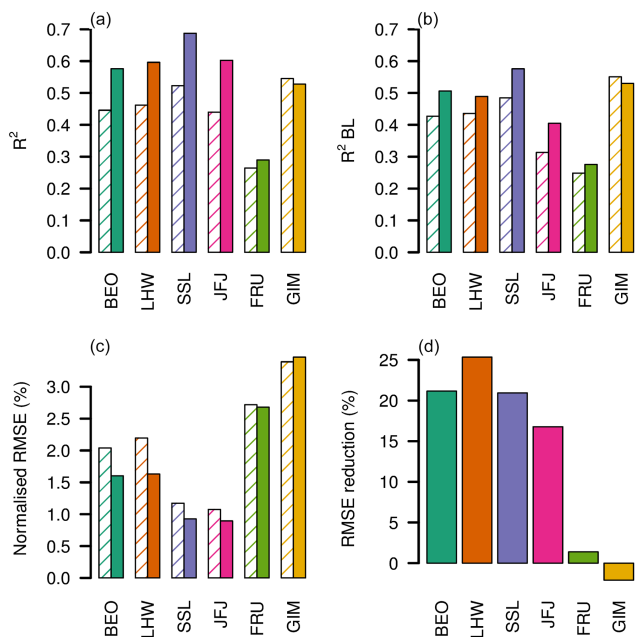 (a)
0.7
0.6
0.5
0.4
0.3
0.2
0.1
0.0
R²
BEO
LHW
SSL
JFJ
FRU
GIM
(b)
0.7
0.6
0.5
0.4
0.3
0.2
0.1
0.0
R² BL
BEO
LHW
SSL
JFJ
FRU
GIM
(c)
3.0
2.5
2.0
1.5
1.0
0.5
0.0
Normalised RMSE (%)
BEO
LHW
SSL
JFJ
FRU
GIM
(d)
25
20
15
10
5
0
RMSE reduction (%)
BEO
LHW
SSL
JFJ
FRU
GIM